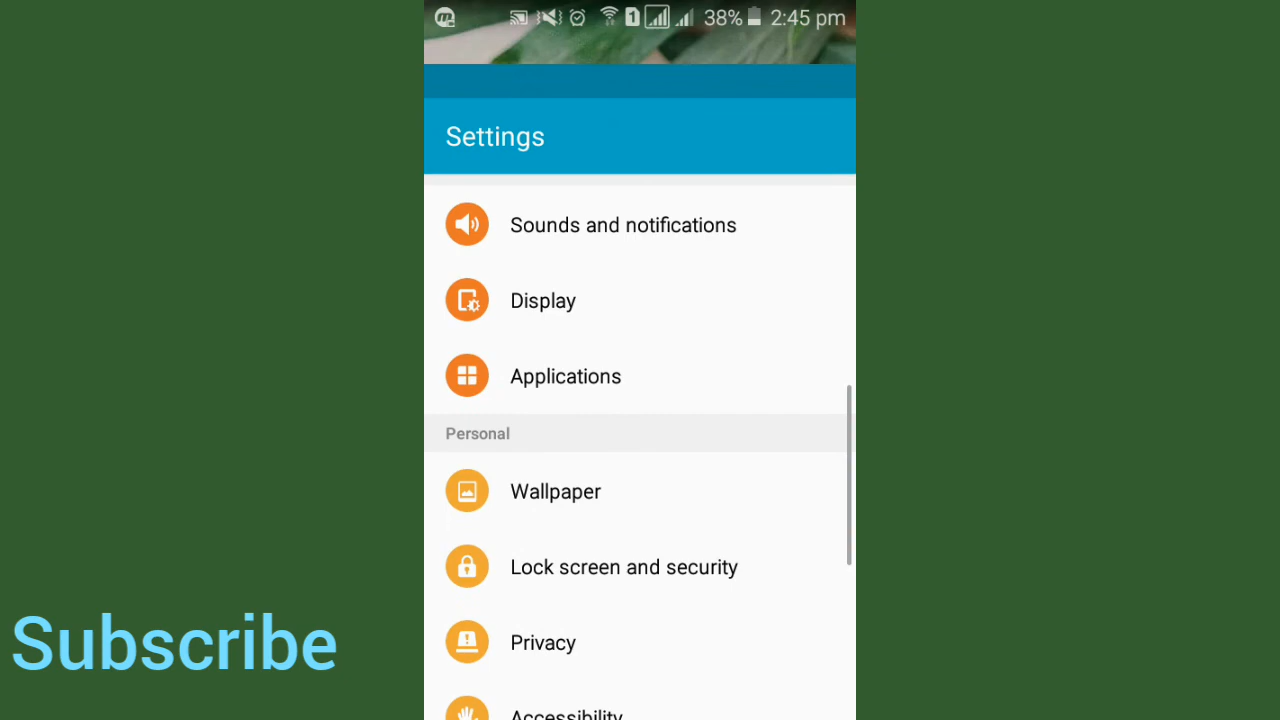 1 38% 2:45 pm
Settings
Sounds and notifications
Display
Applications
Personal
Wallpaper
Lock screen and security
Privacy
Accessibility
Subscribe